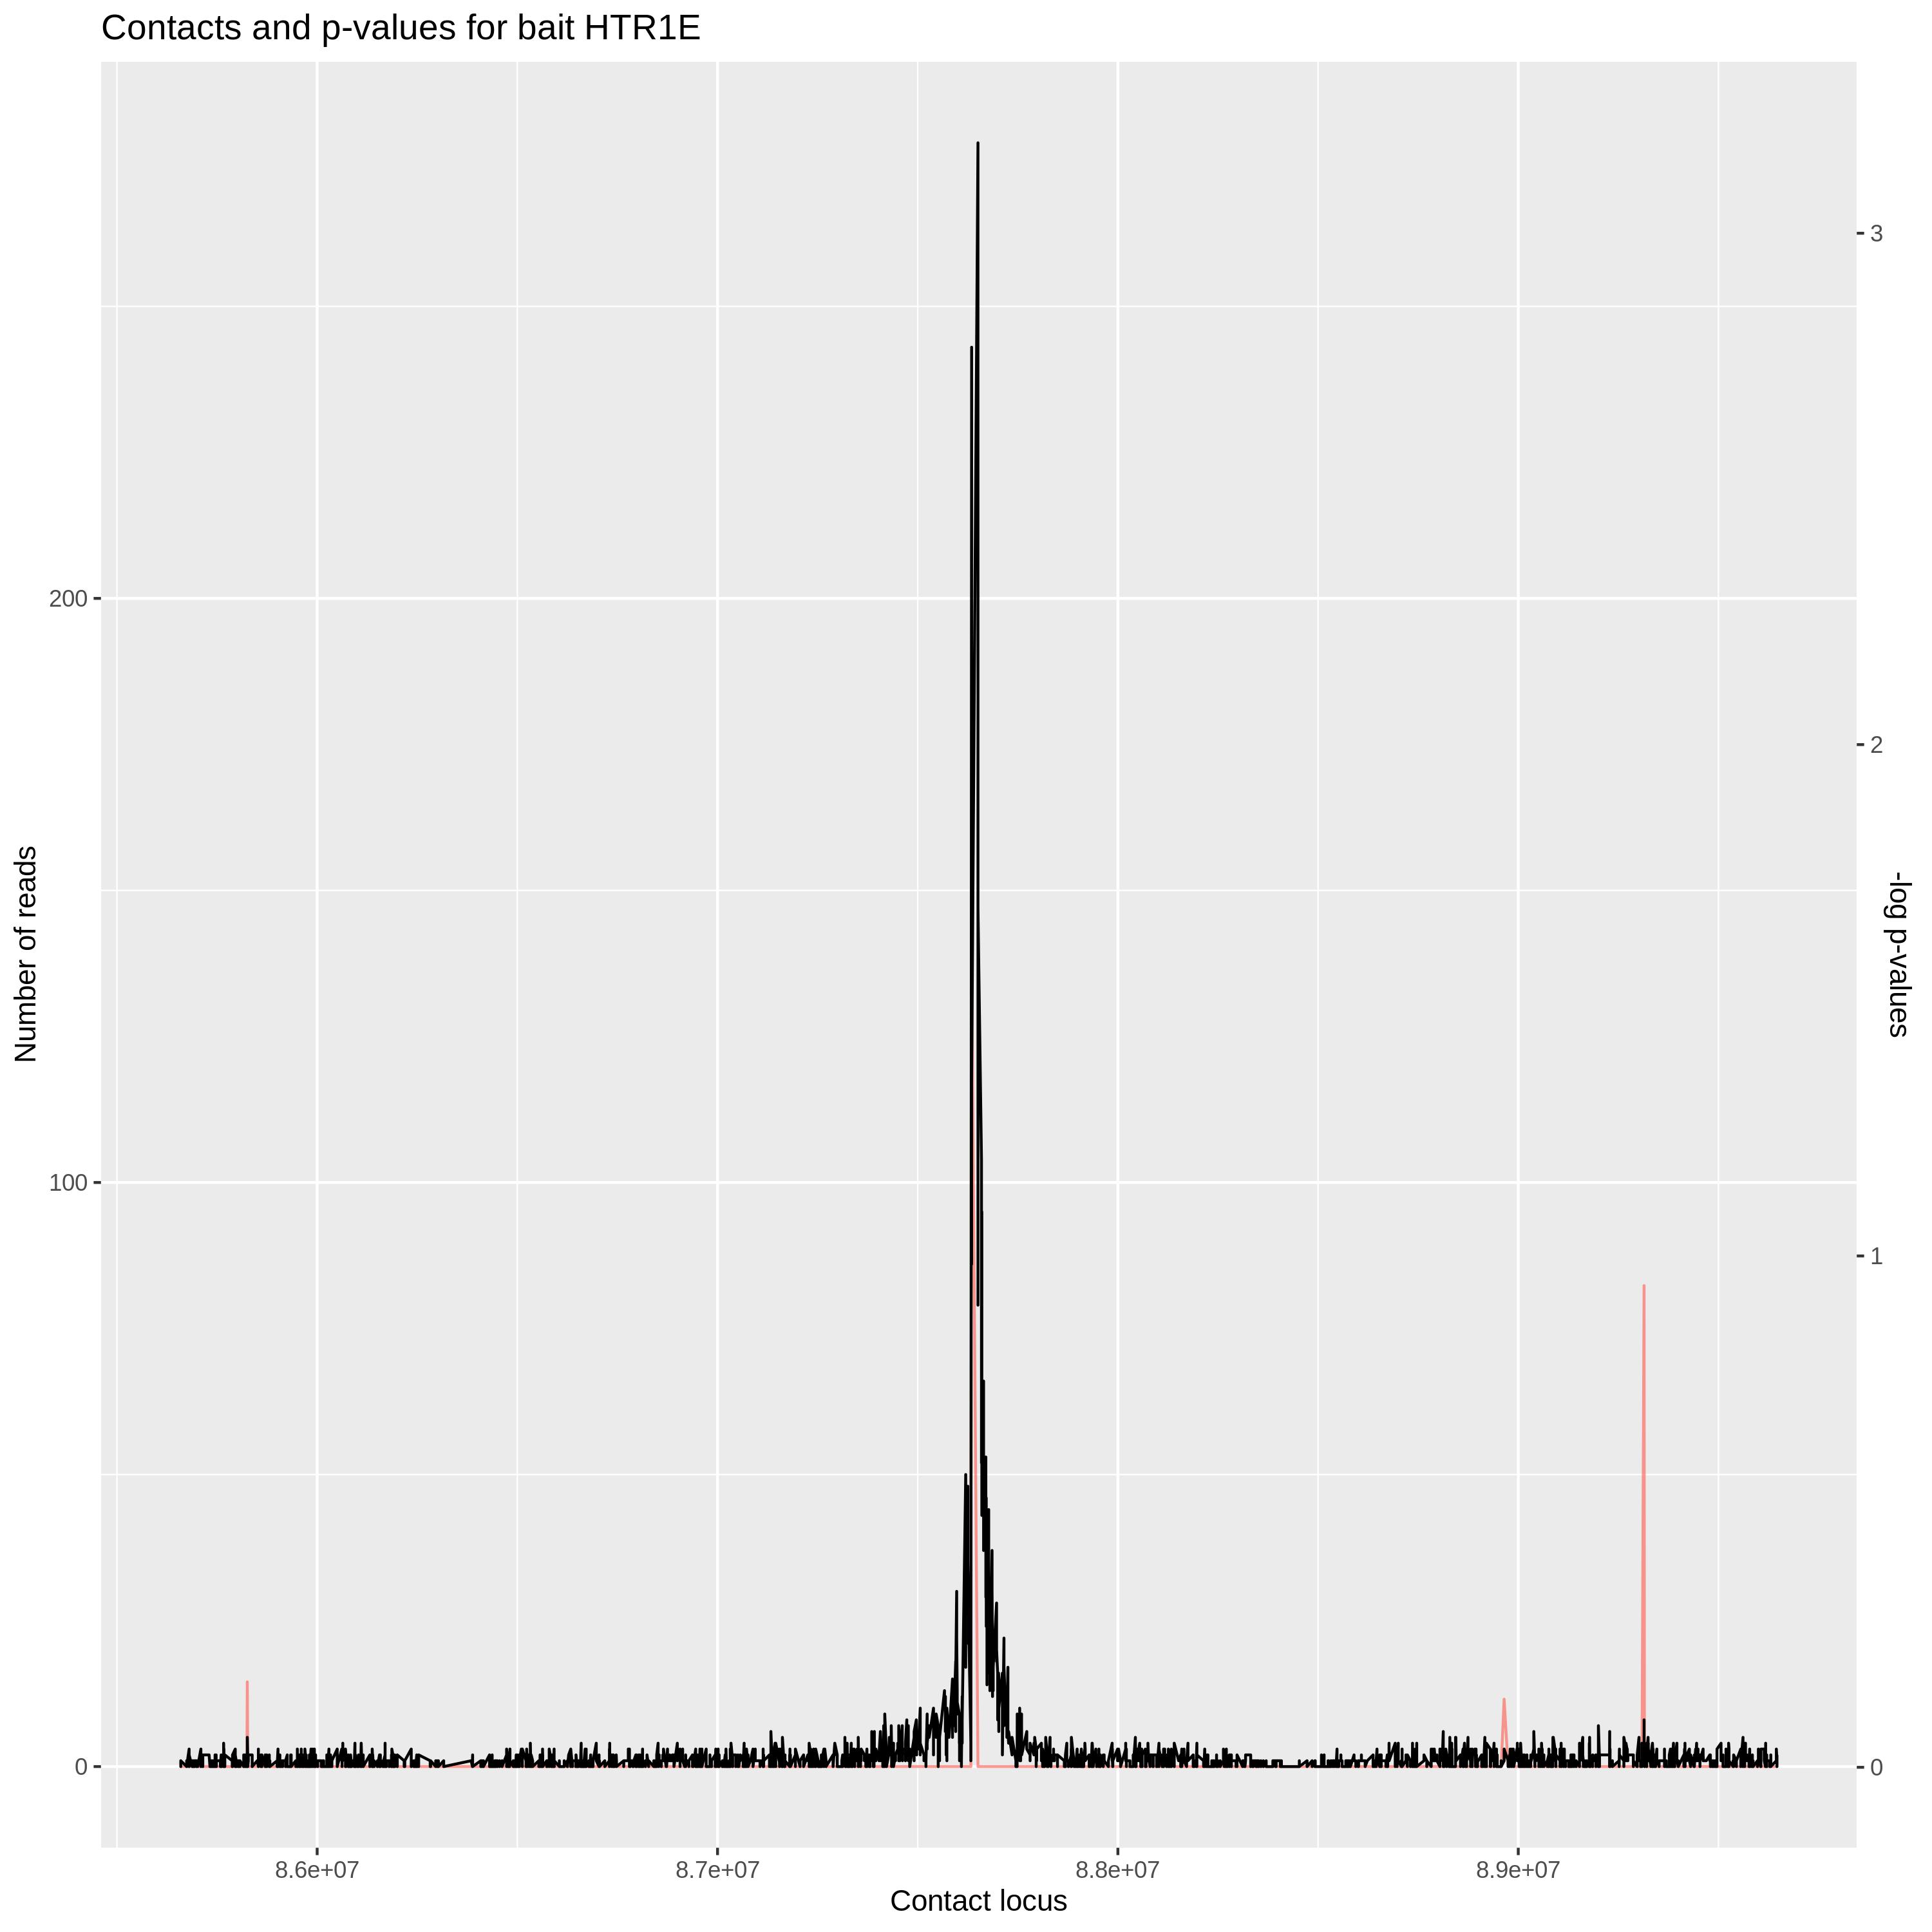 Contacts and p-values for bait HTR1E
Number of reads
200
100
0
3
2
1
0
-log p-values
8.6e+07
8.7e+07
8.8e+07
8.9e+07
Contact locus